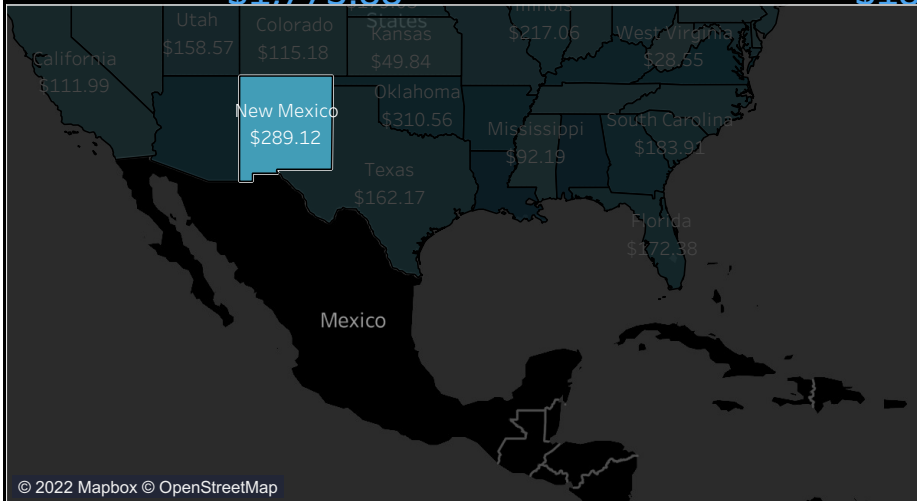 Utah
$158.57
Colorado
$115.18
States
Kansas
$49.84
Illinois
$217.06
West Virginia
$28.55
California
$111.99
New Mexico
$289.12
Oklahoma
$310.56
Mississippi
$92.19
South Carolina
$183.91
Texas
$162.17
Florida
$172.38
Mexico
© 2022 Mapbox © OpenStreetMap